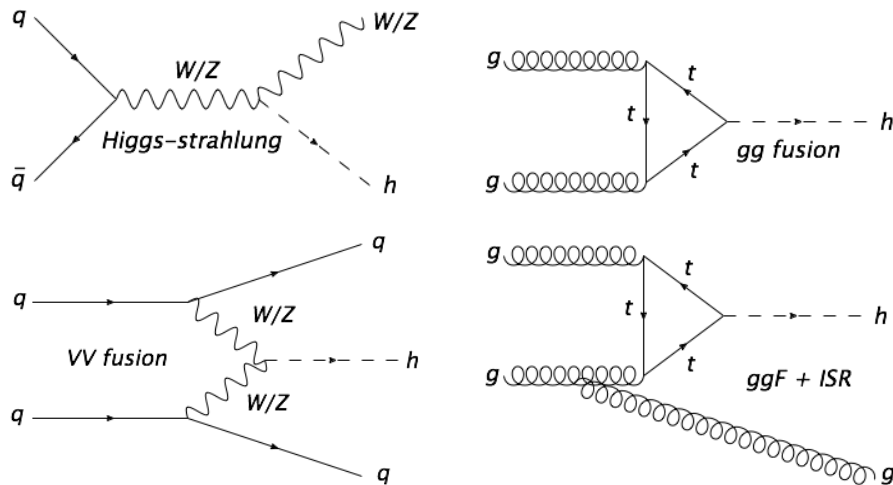 q
W/Z
W/Z
Higgs-strahlung
q̄
h
g
t
t
h
gg fusion
g
t
q
q
W/Z
VV fusion
h
W/Z
q
q
g
t
t
h
g
t
ggF + ISR
g